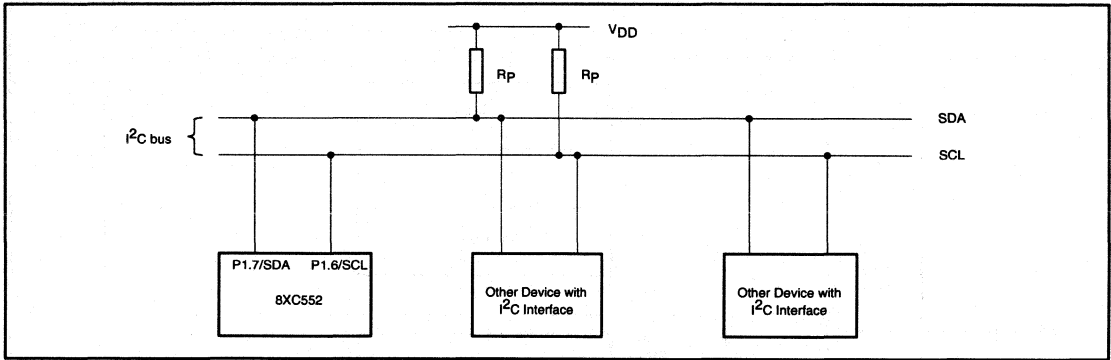 VDD
RP RP
SDA
I²C bus
SCL
P1.7/SDA P1.6/SCL
8XC552
Other Device with
I²C Interface
Other Device with
I²C Interface